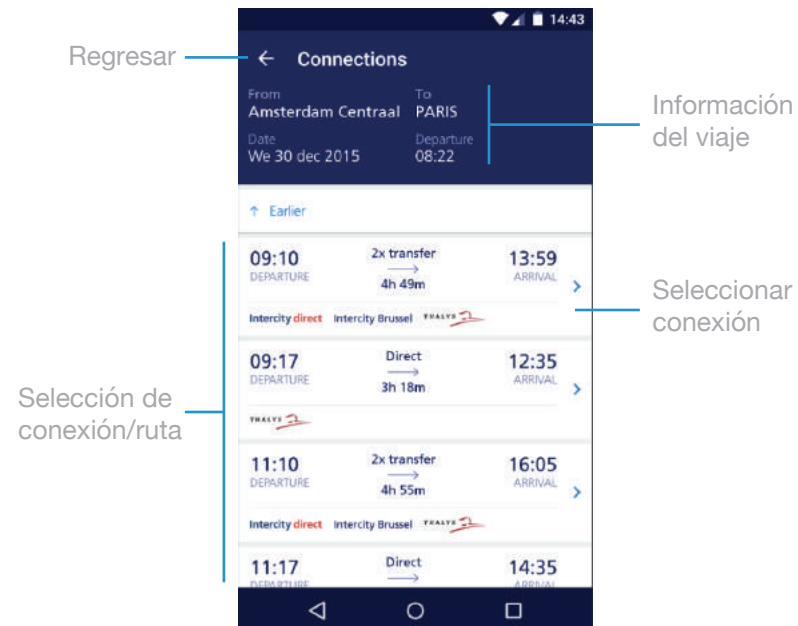 14:43
Regresar
Connections
From To
Amsterdam Centraal PARIS
Date Departure
We 30 dec 2015 08:22
Información
del viaje
Earlier
09:10 2x transfer 13:59
DEPARTURE ARRIVAL
4h 49m
Intercity direct Intercity Brussel THALYS
Seleccionar
conexión
09:17 Direct 12:35
DEPARTURE ARRIVAL
3h 18m
THALYS
Selección de
conexión/ruta
11:10 2x transfer 16:05
DEPARTURE ARRIVAL
4h 55m
Intercity direct Intercity Brussel THALYS
11:17 Direct 14:35
DEPARTURE ARRIVAL